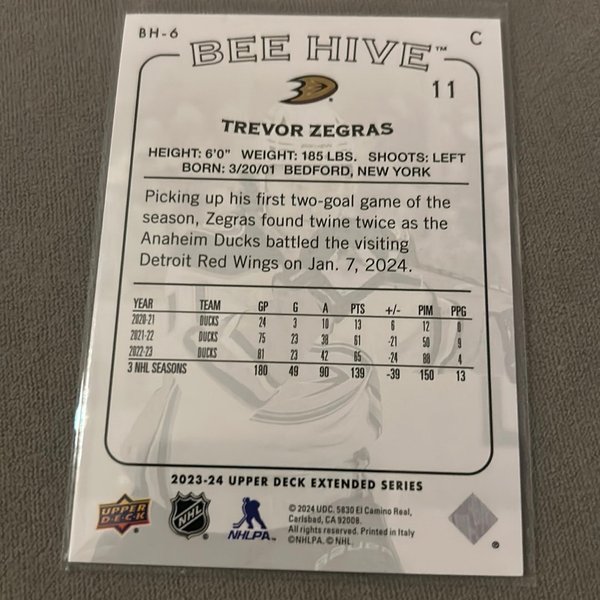 BH-6
C
BEE HIVE™
11
TREVOR ZEGRAS
HEIGHT: 6'0" WEIGHT: 185 LBS. SHOOTS: LEFT
BORN: 3/20/01 BEDFORD, NEW YORK
Picking up his first two-goal game of the
season, Zegras found twine twice as the
Anaheim Ducks battled the visiting
Detroit Red Wings on Jan. 7, 2024.
YEAR TEAM GP G A PTS +/- PIM PPG
2020-21 DUCKS 24 3 10 13 6 12 0
2021-22 DUCKS 75 23 38 61 -21 50 9
2022-23 DUCKS 81 23 42 65 -24 88 4
3 NHL SEASONS 180 49 90 139 -39 150 13
2023-24 UPPER DECK EXTENDED SERIES
UPPER DECK
NHL
NHLPA
© 2024 UDC. 5830 El Camino Real,
Carlsbad, CA 92008.
All rights reserved. Printed in Italy
©NHLPA. © NHL.